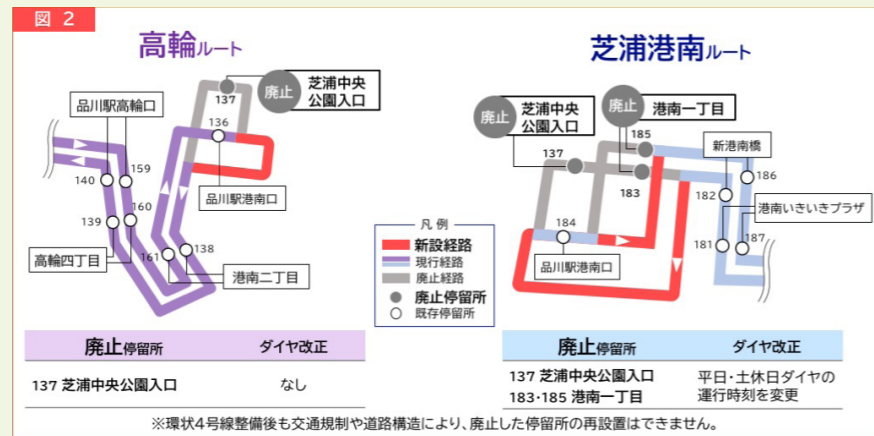 図 2
高輪ルート
芝浦港南ルート
廃止
芝浦中央
公園入口
137
品川駅高輪口
136
159
140
品川駅港南口
160
139
高輪四丁目
161
138
港南二丁目
凡例
新設経路
現行経路
廃止経路
廃止停留所
既存停留所
廃止
芝浦中央
公園入口
廃止
港南一丁目
185
137
183
新港南橋
186
182
港南いきいきプラザ
184
181
187
品川駅港南口
廃止停留所 ダイヤ改正
137 芝浦中央公園入口 なし
廃止停留所 ダイヤ改正
137 芝浦中央公園入口 平日・土休日ダイヤの
183・185 港南一丁目 運行時刻を変更
※環状4号線整備後も交通規制や道路構造により、廃止した停留所の再設置はできません。